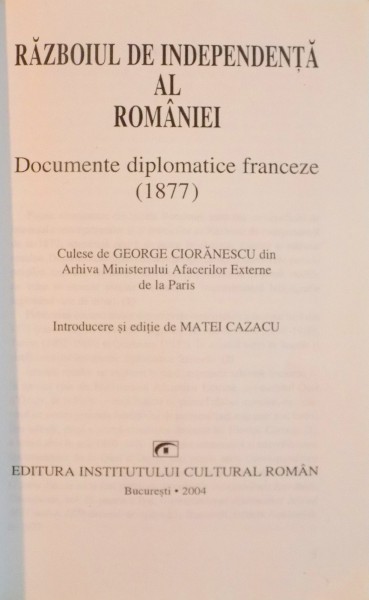 RĂZBOIUL DE INDEPENDENȚĂ
AL
ROMÂNIEI
Documente diplomatice franceze
(1877)
Culese de GEORGE CIORĂNESCU din
Arhiva Ministerului Afacerilor Externe
de la Paris
Introducere și ediție de MATEI CAZACU
EDITURA INSTITUTULUI CULTURAL ROMÂN
București • 2004